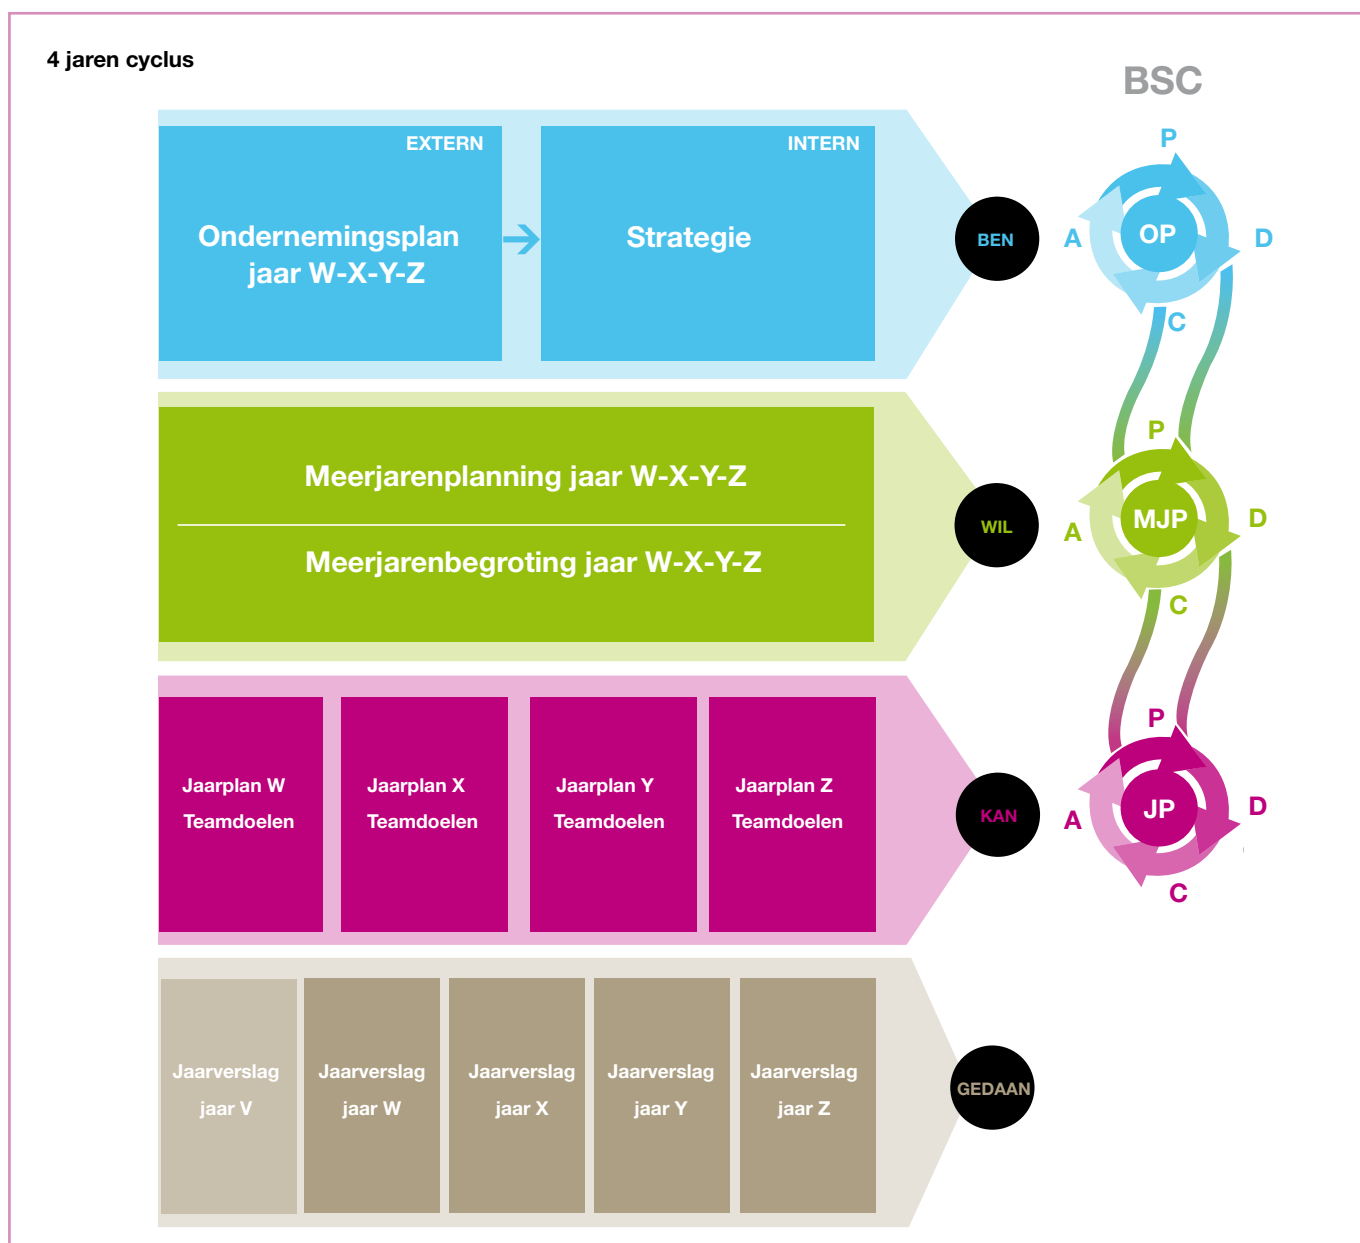 4 jaren cyclus
BSC
EXTERN
INTERN
Ondernemingsplan
jaar W-X-Y-Z
Strategie
BEN
P
A
OP
D
C
Meerjarenplanning jaar W-X-Y-Z
Meerjarenbegroting jaar W-X-Y-Z
WIL
P
A
MJP
D
C
Jaarplan W
Teamdoelen
Jaarplan X
Teamdoelen
Jaarplan Y
Teamdoelen
Jaarplan Z
Teamdoelen
KAN
P
A
JP
D
C
Jaarverslag
jaar V
Jaarverslag
jaar W
Jaarverslag
jaar X
Jaarverslag
jaar Y
Jaarverslag
jaar Z
GEDAAN